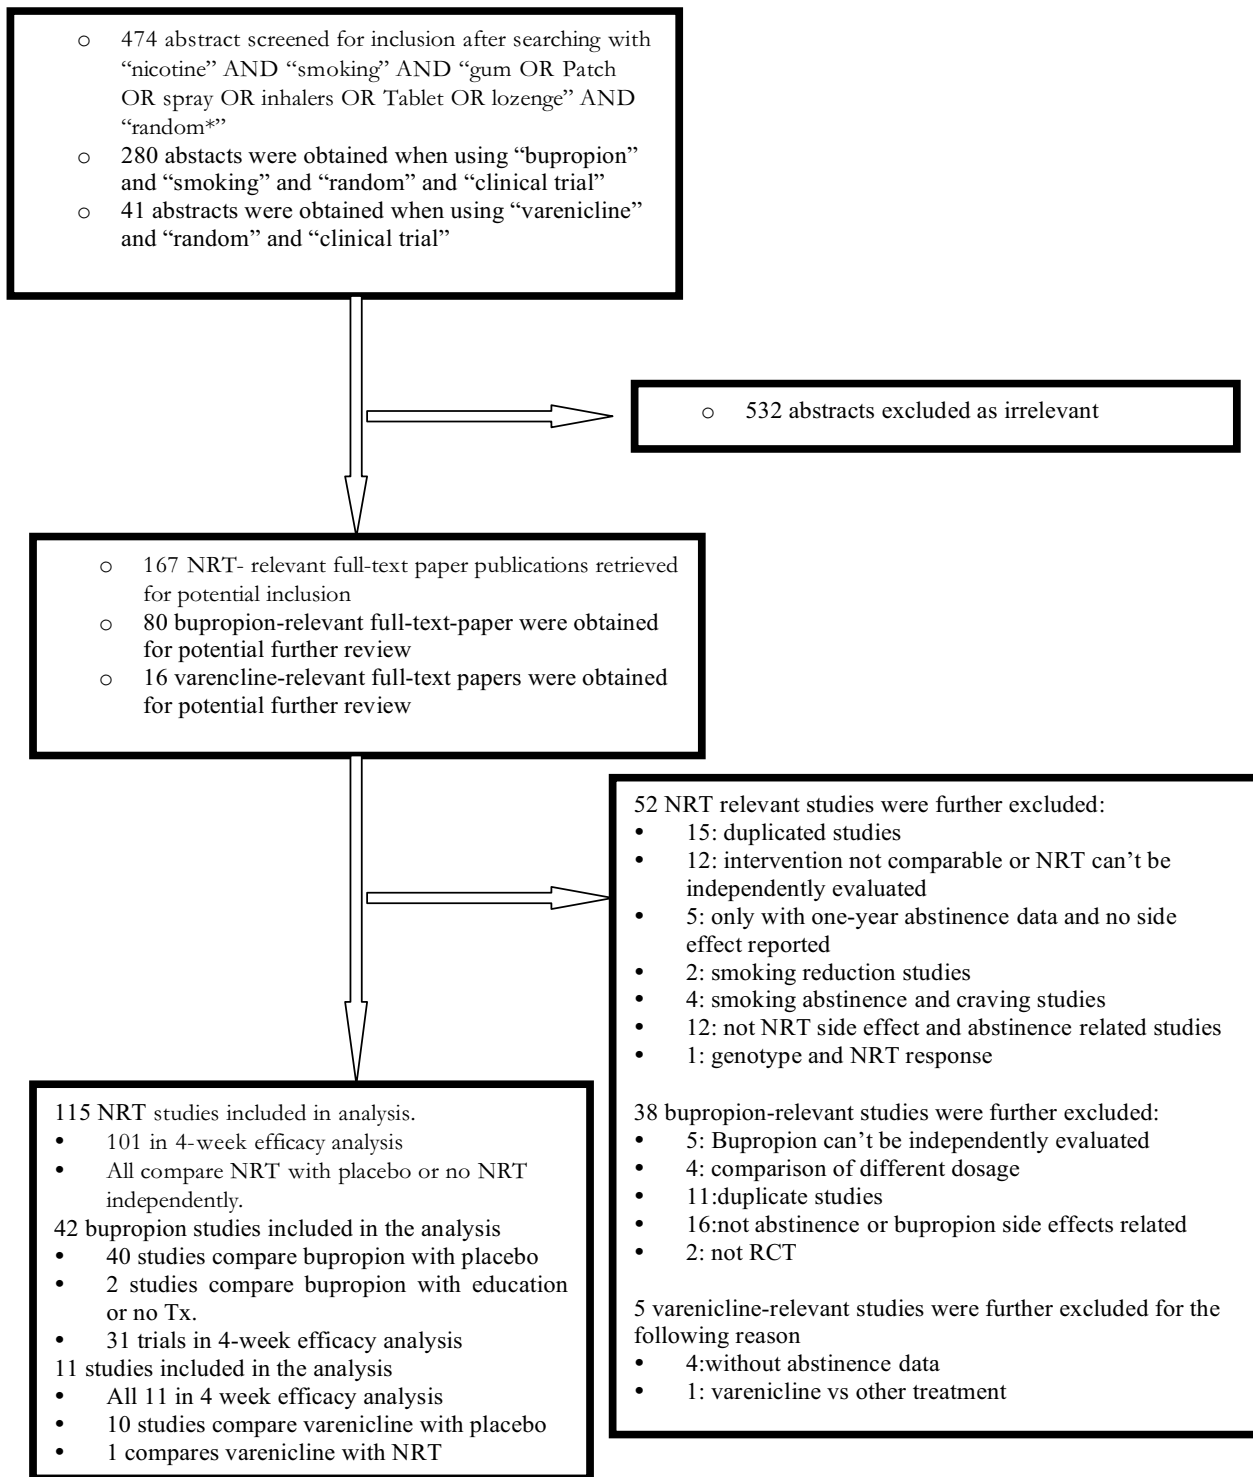 o 474 abstract screened for inclusion after searching with
“nicotine” AND “smoking” AND “gum OR Patch
OR spray OR inhalers OR Tablet OR lozenge” AND
“random*”
o 280 abstacts were obtained when using “bupropion”
and “smoking” and “random” and “clinical trial”
o 41 abstracts were obtained when using “varenicline”
and “random” and “clinical trial”
o 532 abstracts excluded as irrelevant
o 167 NRT- relevant full-text paper publications retrieved
for potential inclusion
o 80 bupropion-relevant full-text-paper were obtained
for potential further review
o 16 varencline-relevant full-text papers were obtained
for potential further review
52 NRT relevant studies were further excluded:
• 15: duplicated studies
• 12: intervention not comparable or NRT can’t be
independently evaluated
• 5: only with one-year abstinence data and no side
effect reported
• 2: smoking reduction studies
• 4: smoking abstinence and craving studies
• 12: not NRT side effect and abstinence related studies
• 1: genotype and NRT response
38 bupropion-relevant studies were further excluded:
• 5: Bupropion can’t be independently evaluated
• 4: comparison of different dosage
• 11:duplicate studies
• 16:not abstinence or bupropion side effects related
• 2: not RCT
5 varenicline-relevant studies were further excluded for the
following reason
• 4:without abstinence data
• 1: varenicline vs other treatment
115 NRT studies included in analysis.
• 101 in 4-week efficacy analysis
• All compare NRT with placebo or no NRT
independently.
42 bupropion studies included in the analysis
• 40 studies compare bupropion with placebo
• 2 studies compare bupropion with education
or no Tx.
• 31 trials in 4-week efficacy analysis
11 studies included in the analysis
• All 11 in 4 week efficacy analysis
• 10 studies compare varenicline with placebo
• 1 compares varenicline with NRT